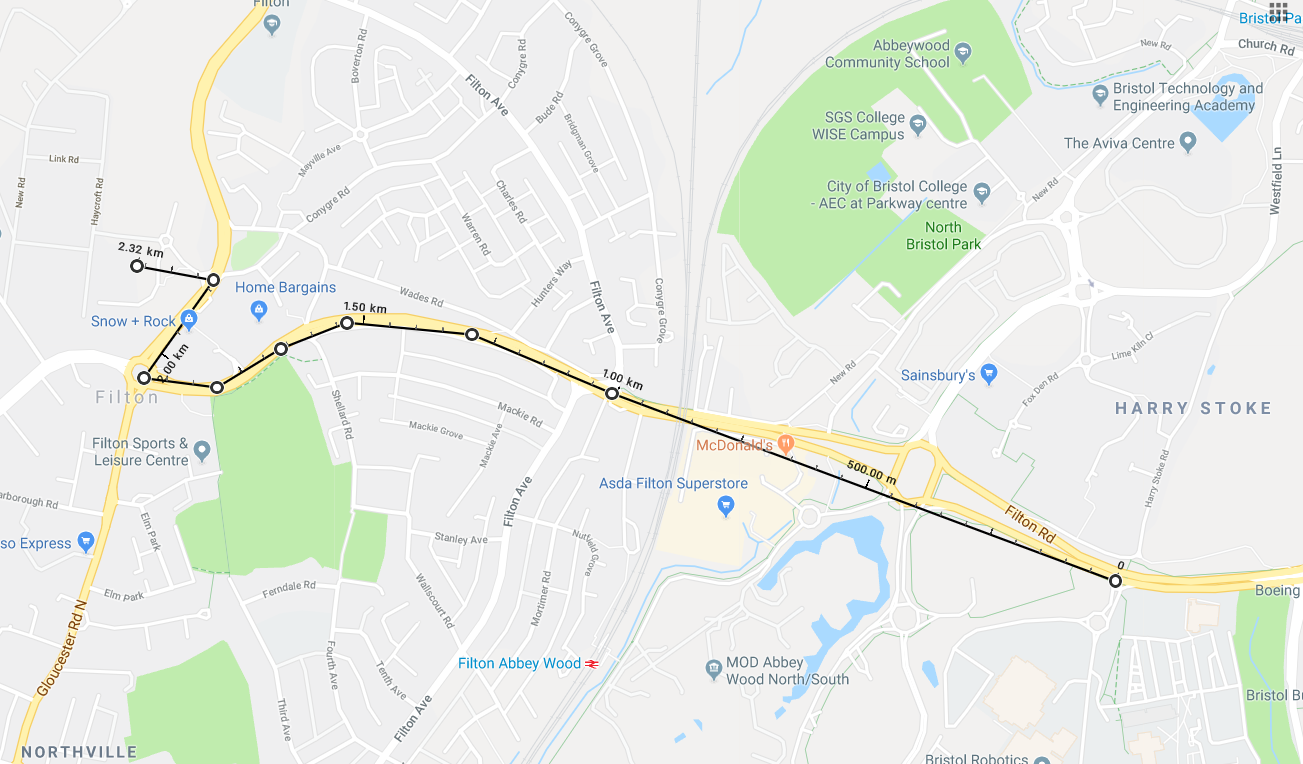 Filton
Bristol Pa
Church Rd
New Rd
Conygre Rd
Conygre Grove
Boverton Rd
Abbeywood
Community School
Filton Ave
Bude Rd
Bristol Technology and
Engineering Academy
SGS College
WISE Campus
The Aviva Centre
Bridgman Grove
Link Rd
Mayville Ave
New Rd
Haycroft Rd
Conygre Rd
Charles Rd
City of Bristol College
- AEC at Parkway centre
New Rd
Westfield Ln
Warren Rd
North
Bristol Park
2.32 km
Hunters Way
Home Bargains
Wades Rd
Filton Ave
Conygre Grove
1.50 km
Snow + Rock
Lime Kiln Cl
2.00 km
1.00 km
New Rd
Sainsbury's
Fox Den Rd
Filton
HARRY STOKE
Shellard Rd
Mackie Rd
Mackie Grove
Mackie Ave
Filton Sports &
Leisure Centre
McDonald's
500.00 m
Harry Stoke Rd
Asda Filton Superstore
arborough Rd
Filton Ave
Filton Rd
Elm Park
so Express
Stanley Ave
Nutfield Grove
0
Boeing
Elm Park
Ferndale Rd
Wallscourt Rd
Mortimer Rd
Gloucester Rd N
Filton Abbey Wood
MOD Abbey
Wood North/South
Fourth Ave
Tenth Ave
Third Ave
Filton Ave
Bristol B
NORTHVILLE
Bristol Robotics